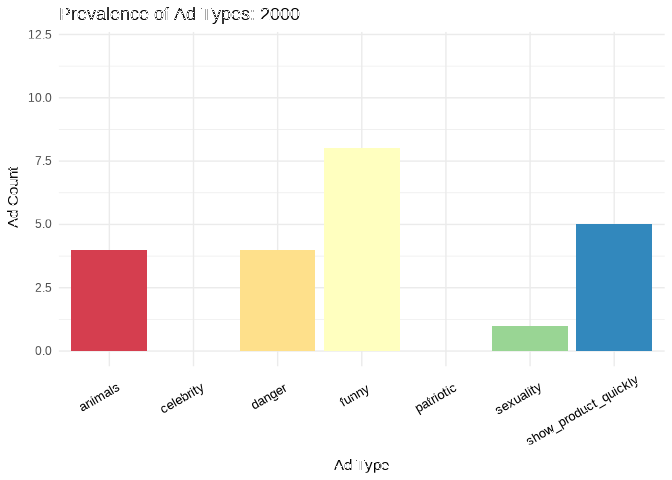 Prevalence of Ad Types: 2000
12.5
10.0
7.5
5.0
2.5
0.0
Ad Count
animals
celebrity
danger
funny
patriotic
sexuality
show_product_quickly
Ad Type